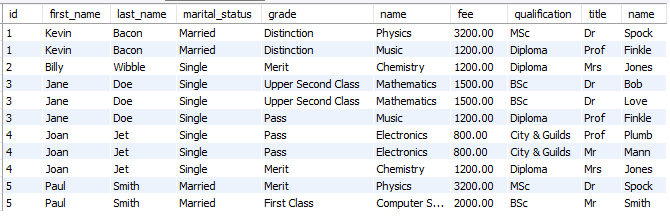 id first_name last_name marital_status grade name fee qualification title name
1 Kevin Bacon Married Distinction Physics 3200.00 MSc Dr Spock
1 Kevin Bacon Married Distinction Music 1200.00 Diploma Prof Finkle
2 Billy Wibble Single Merit Chemistry 1200.00 Diploma Mrs Jones
3 Jane Doe Single Upper Second Class Mathematics 1500.00 BSc Dr Bob
3 Jane Doe Single Upper Second Class Mathematics 1500.00 BSc Dr Love
3 Jane Doe Single Pass Music 1200.00 Diploma Prof Finkle
4 Joan Jet Single Pass Electronics 800.00 City & Guilds Prof Plumb
4 Joan Jet Single Pass Electronics 800.00 City & Guilds Mr Mann
4 Joan Jet Single Merit Chemistry 1200.00 Diploma Mrs Jones
5 Paul Smith Married Merit Physics 3200.00 MSc Dr Spock
5 Paul Smith Married First Class Computer S... 2000.00 BSc Mr Smith